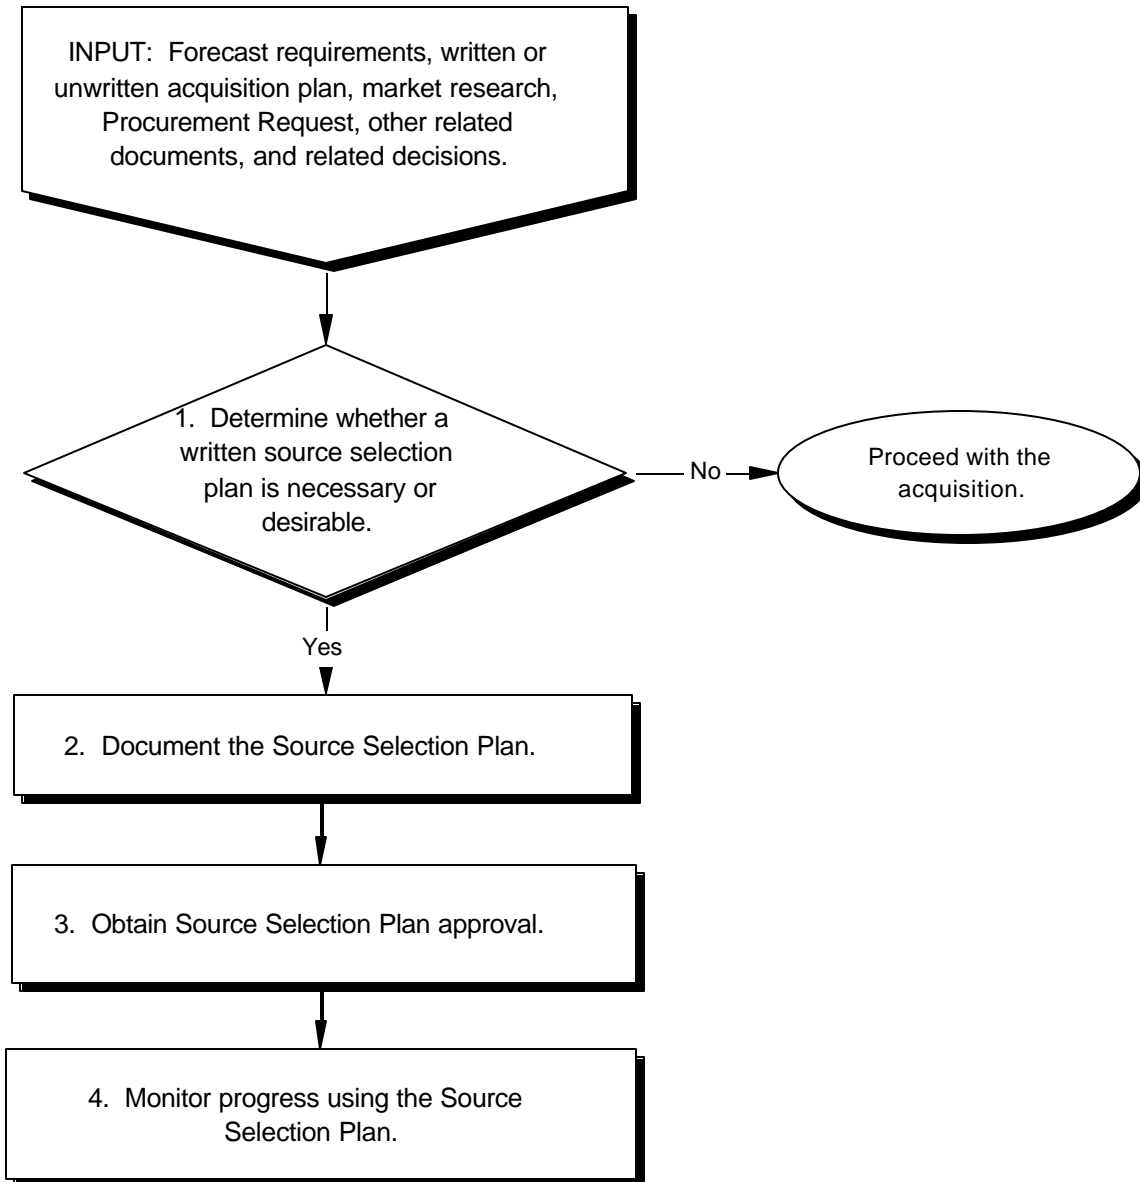 INPUT:  Forecast requirements, written or
unwritten acquisition plan, market research,
Procurement Request, other related
documents, and related decisions.
1.  Determine whether a
written source selection
plan is necessary or
desirable.
No
Proceed with the
acquisition.
Yes
2.  Document the Source Selection Plan.
3.  Obtain Source Selection Plan approval.
4.  Monitor progress using the Source
Selection Plan.